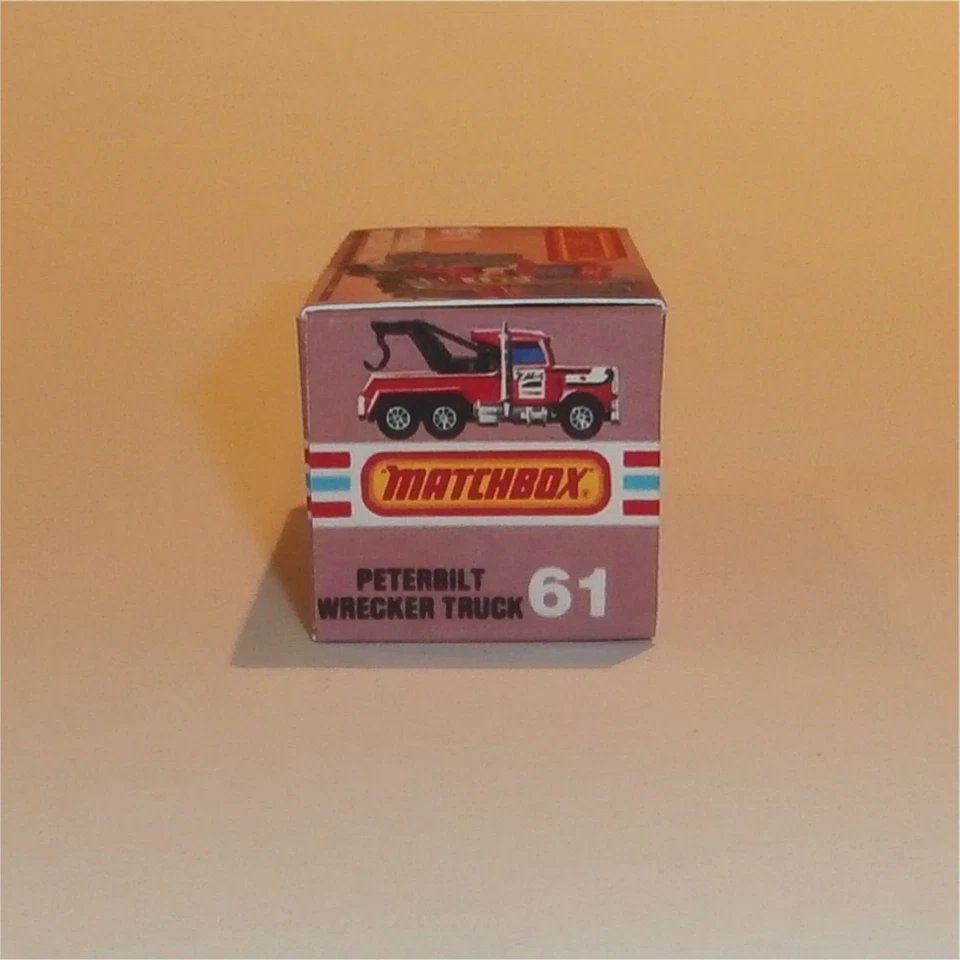 "MATCHBOX"®
PETERBILT
WRECKER TRUCK 61